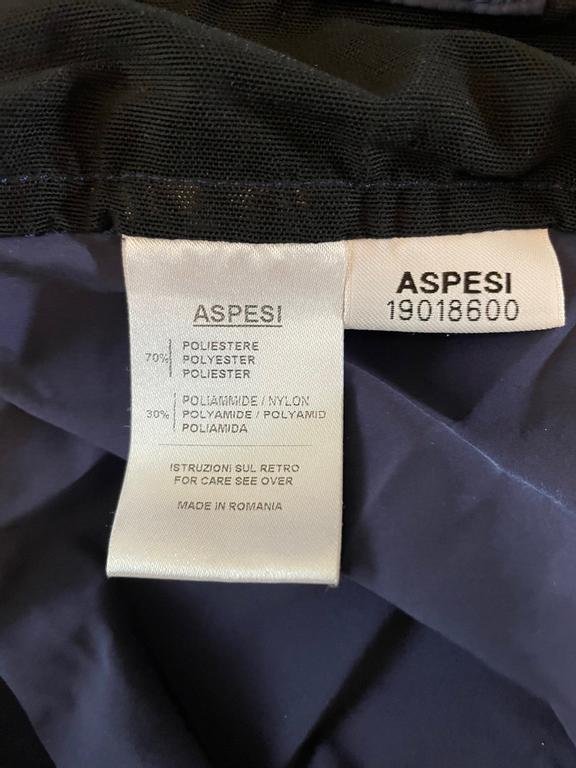 ASPESI
70% POLIESTERE
POLYESTER
POLIESTER
POLIAMMIDE / NYLON
30% POLYAMIDE / POLYAMID
POLIAMIDA
ISTRUZIONI SUL RETRO
FOR CARE SEE OVER
MADE IN ROMANIA
ASPESI
19018600